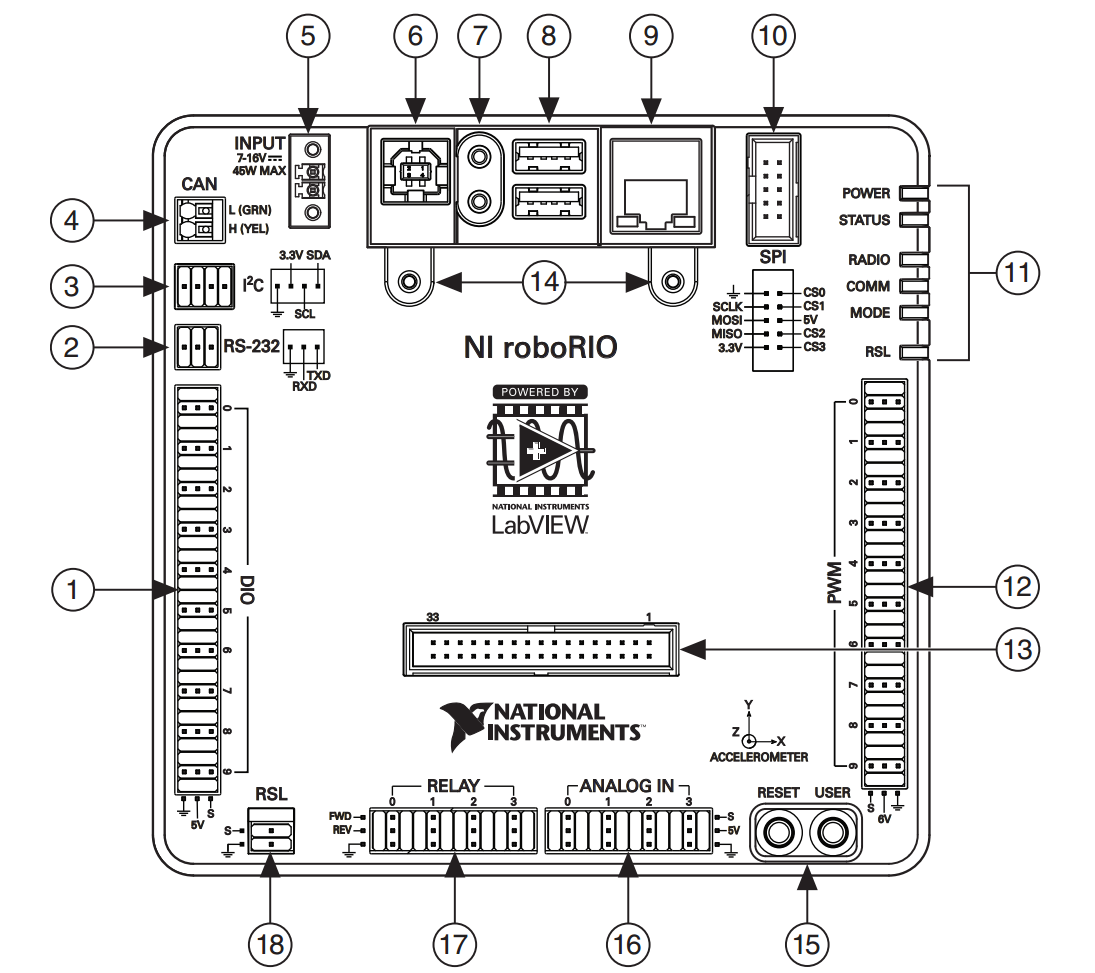 5
6
7
8
9
10
INPUT
7-16V
45W MAX
CAN
L (GRN)
H (YEL)
4
POWER
STATUS
RADIO
COMM
MODE
RSL
11
3
I²C
3.3V SDA
SCL
14
SPI
CS0
SCLK
CS1
MOSI
5V
MISO
CS2
3.3V
CS3
2
RS-232
TXD
RXD
NI roboRIO
POWERED BY
NATIONAL INSTRUMENTS
LabVIEW
1
DIO
0
1
2
3
4
5
6
7
8
9
S
5V
12
PWM
0
1
2
3
4
5
6
7
8
9
S
6V
33
1
13
NATIONAL
INSTRUMENTS
Y
Z
X
ACCELEROMETER
RSL
S
RELAY
0 1 2 3
FWD
REV
ANALOG IN
0 1 2 3
S
5V
RESET
USER
18
17
16
15